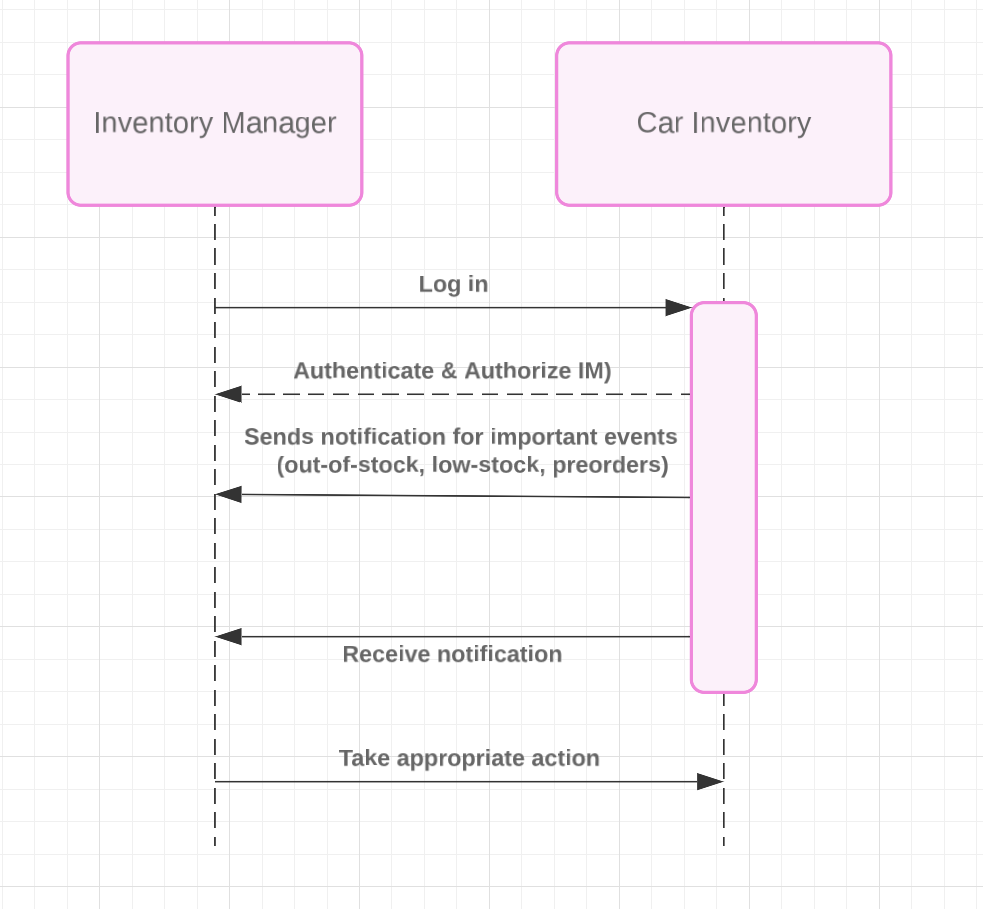 Inventory Manager
Car Inventory
Log in
Authenticate & Authorize IM)
Sends notification for important events
(out-of-stock, low-stock, preorders)
Receive notification
Take appropriate action